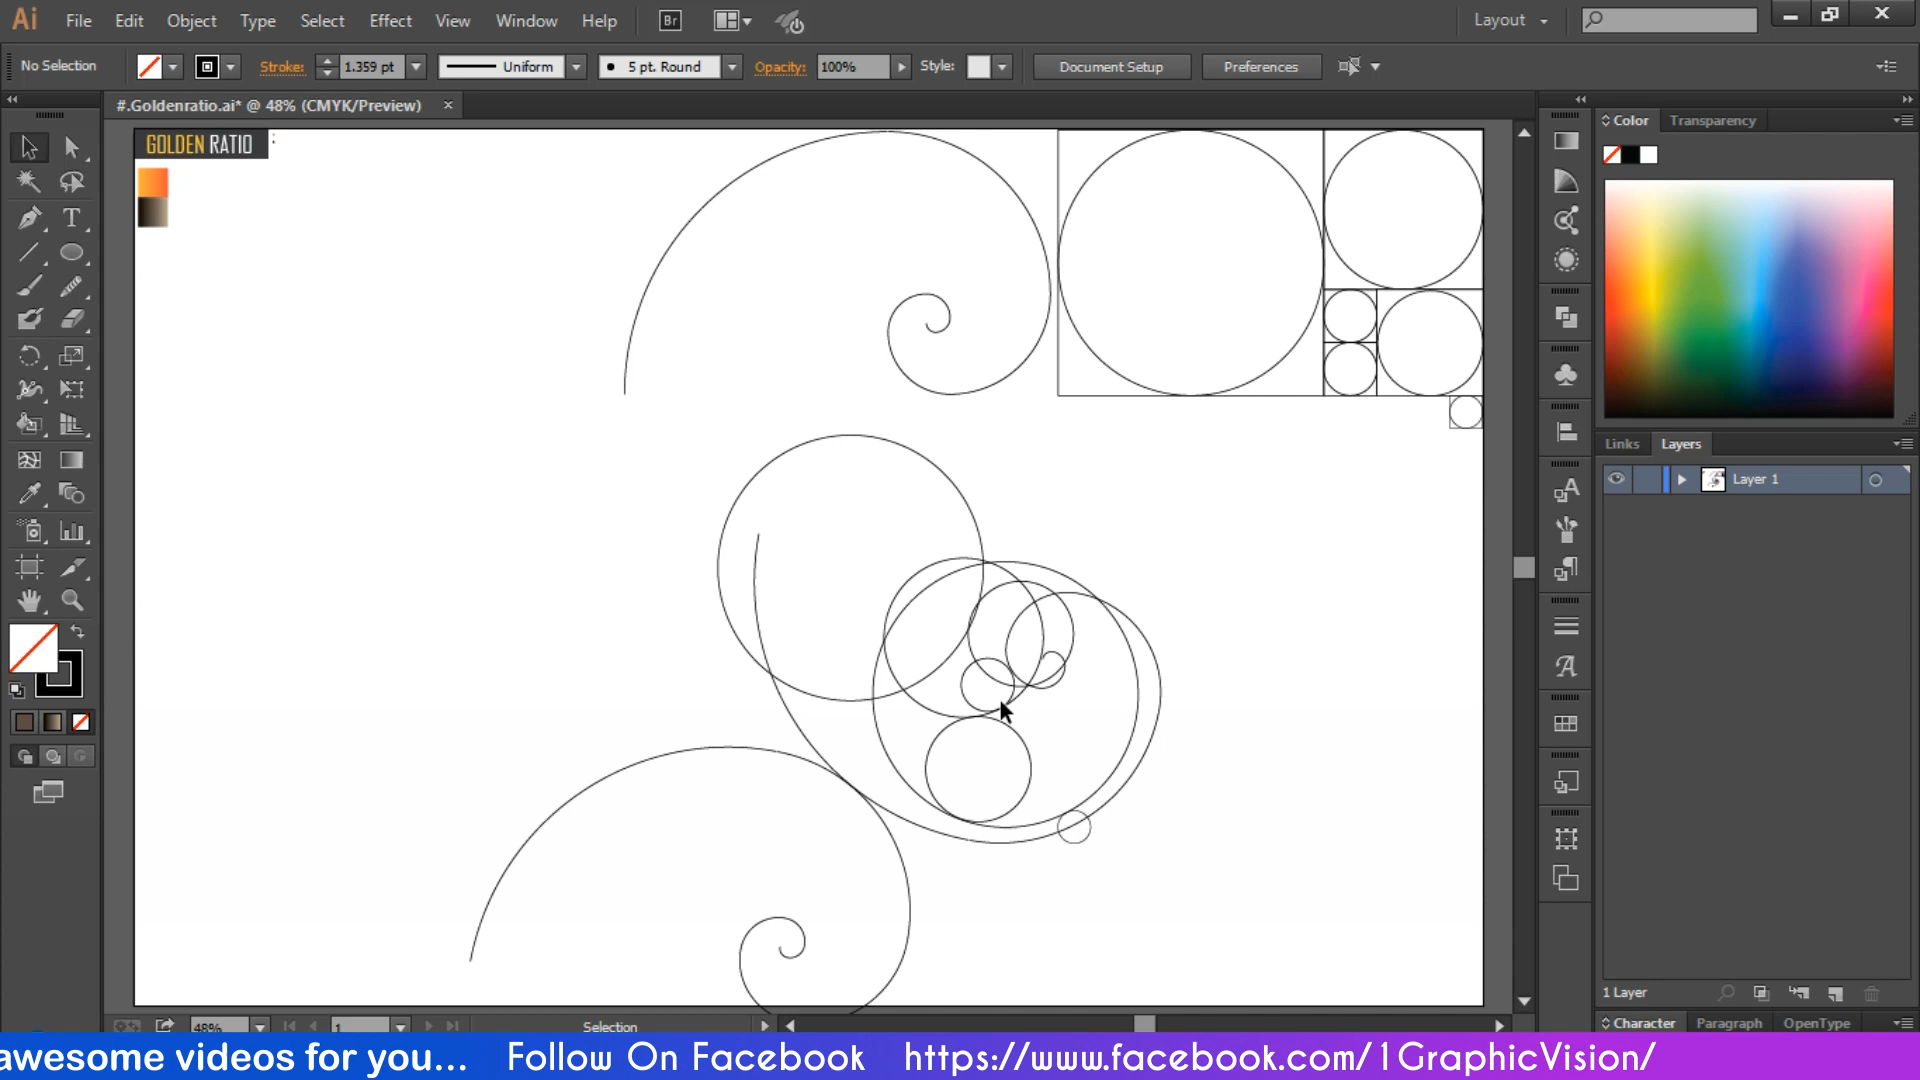 Ai File Edit Object Type Select Effect View Window Help Br Layout
No Selection Stroke: 1.359 pt Uniform 5 pt. Round Opacity: 100% Style: Document Setup Preferences
#.Goldenratio.ai* @ 48% (CMYK/Preview)
GOLDEN RATIO
Color Transparency
Links Layers
Layer 1
1 Layer
Character Paragraph OpenType
48% 1 Selection
awesome videos for you... Follow On Facebook https://www.facebook.com/1GraphicVision/